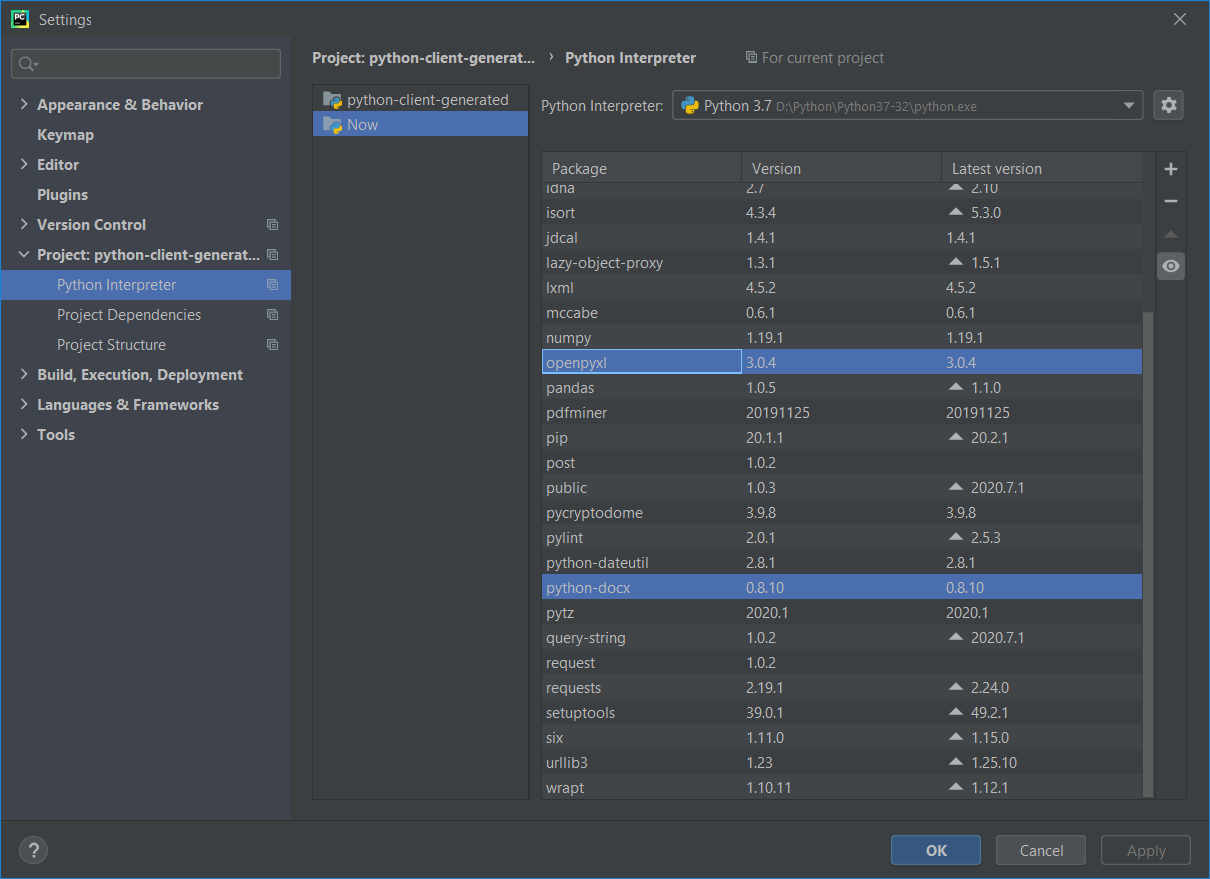 PC
Settings
Project: python-client-generat... › Python Interpreter For current project
Appearance & Behavior
Keymap
Editor
Plugins
Version Control
Project: python-client-generat...
Python Interpreter
Project Dependencies
Project Structure
Build, Execution, Deployment
Languages & Frameworks
Tools
python-client-generated
Now
Python Interpreter: Python 3.7 D:\Python\Python37-32\python.exe
Package Version Latest version
idna 2.7 2.10
isort 4.3.4 5.3.0
jdcal 1.4.1 1.4.1
lazy-object-proxy 1.3.1 1.5.1
lxml 4.5.2 4.5.2
mccabe 0.6.1 0.6.1
numpy 1.19.1 1.19.1
openpyxl 3.0.4 3.0.4
pandas 1.0.5 1.1.0
pdfminer 20191125 20191125
pip 20.1.1 20.2.1
post 1.0.2
public 1.0.3 2020.7.1
pycryptodome 3.9.8 3.9.8
pylint 2.0.1 2.5.3
python-dateutil 2.8.1 2.8.1
python-docx 0.8.10 0.8.10
pytz 2020.1 2020.1
query-string 1.0.2 2020.7.1
request 1.0.2
requests 2.19.1 2.24.0
setuptools 39.0.1 49.2.1
six 1.11.0 1.15.0
urllib3 1.23 1.25.10
wrapt 1.10.11 1.12.1
? OK Cancel Apply